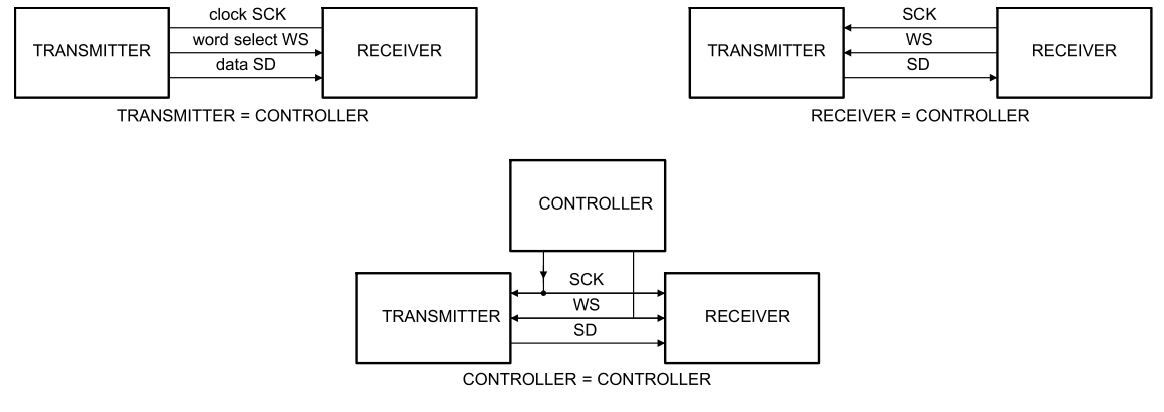 clock SCK
TRANSMITTER
word select WS
RECEIVER
data SD
TRANSMITTER = CONTROLLER
SCK
TRANSMITTER
WS
RECEIVER
SD
RECEIVER = CONTROLLER
CONTROLLER
SCK
TRANSMITTER
WS
RECEIVER
SD
CONTROLLER = CONTROLLER